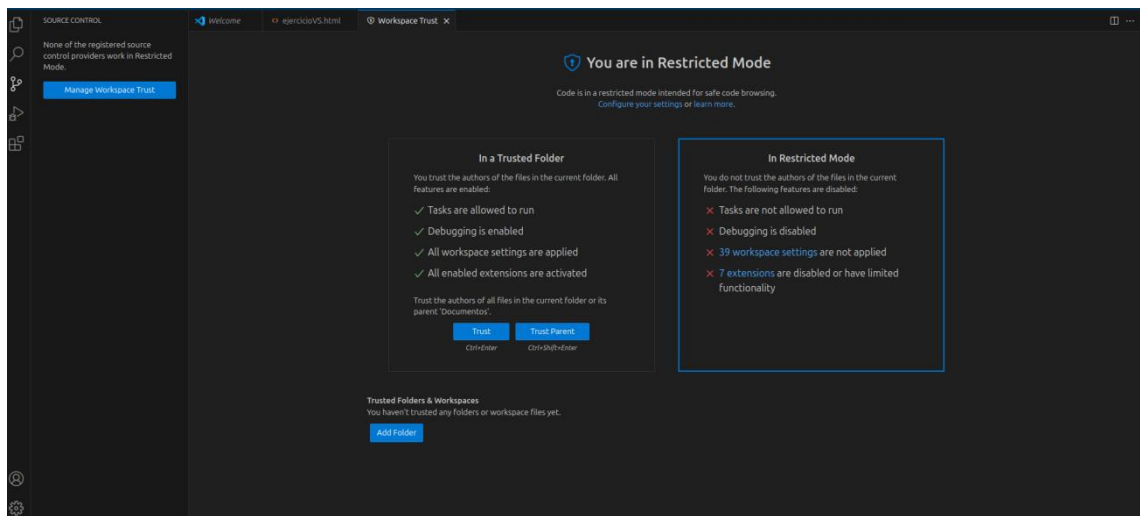 SOURCE CONTROL
None of the registered source
control providers work in Restricted
Mode.
Manage Workspace Trust
Welcome
ejercicioVS.html
Workspace Trust
You are in Restricted Mode
Code is in a restricted mode intended for safe code browsing.
Configure your settings or learn more.
In a Trusted Folder
You trust the authors of the files in the current folder. All
features are enabled:
Tasks are allowed to run
Debugging is enabled
All workspace settings are applied
All enabled extensions are activated
Trust the authors of all files in the current folder or its
parent 'Documentos'.
Trust
Trust Parent
Ctrl+Enter
Ctrl+Shift+Enter
In Restricted Mode
You do not trust the authors of the files in the current
folder. The following features are disabled:
Tasks are not allowed to run
Debugging is disabled
39 workspace settings are not applied
7 extensions are disabled or have limited
functionality
Trusted Folders & Workspaces
You haven't trusted any folders or workspace files yet.
Add Folder